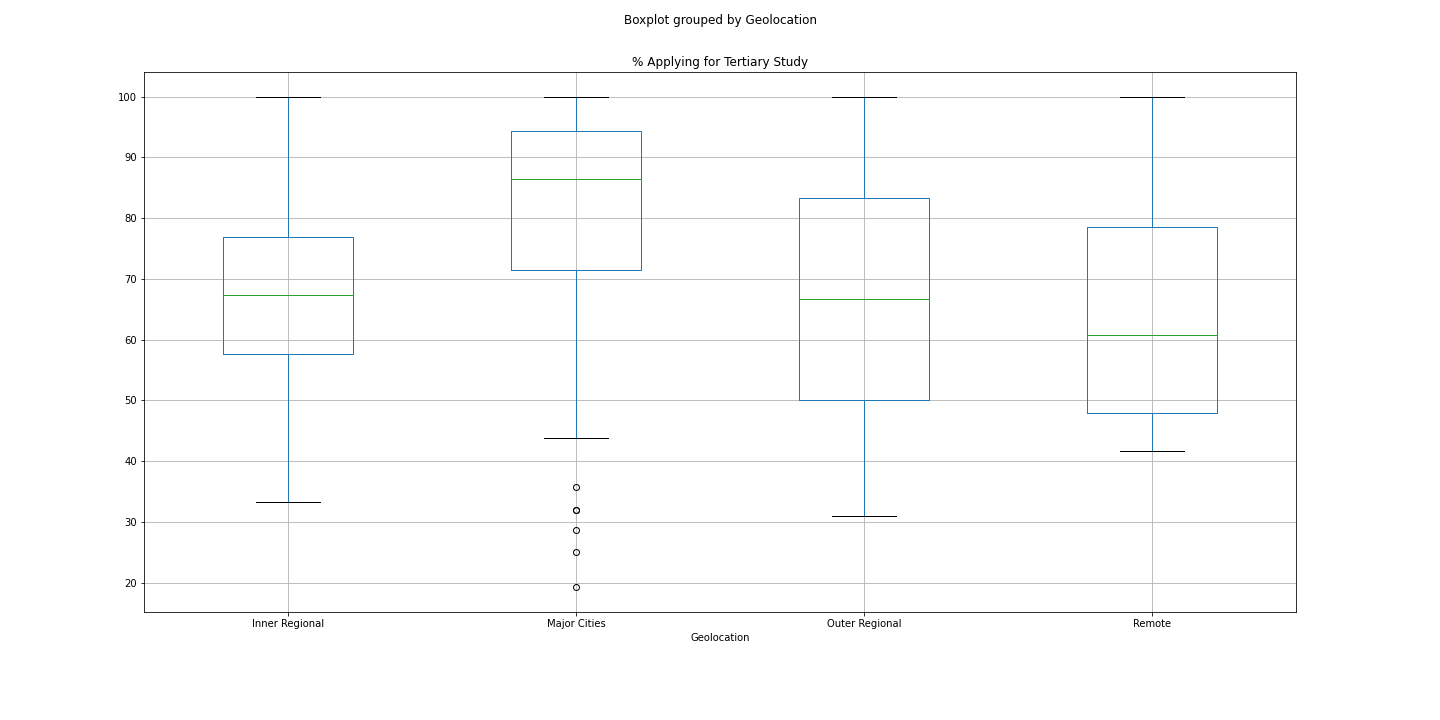 Boxplot grouped by Geolocation
% Applying for Tertiary Study
100
90
80
70
60
50
40
30
20
Inner Regional Major Cities Outer Regional Remote
Geolocation